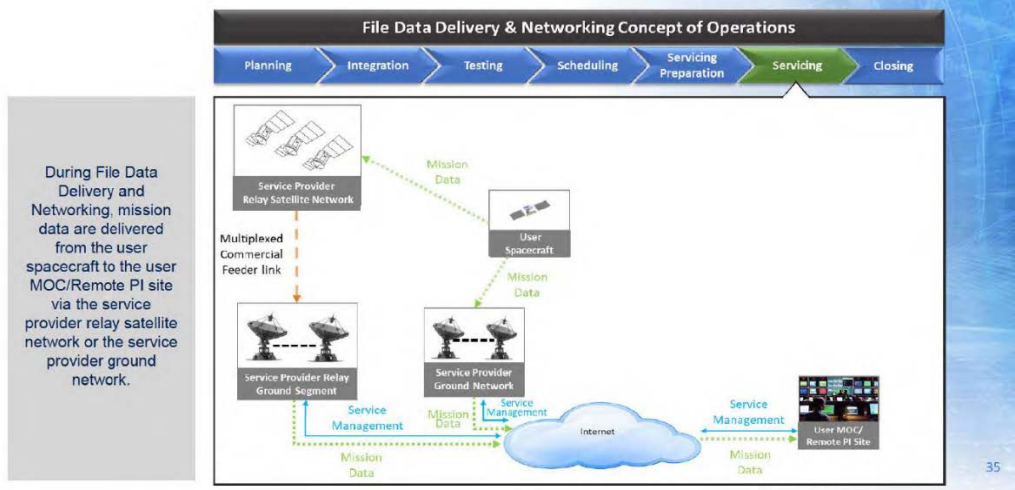 File Data Delivery & Networking Concept of Operations
Planning
Integration
Testing
Scheduling
Servicing
Preparation
Servicing
Closing
During File Data
Delivery and
Networking, mission
data are delivered
from the user
spacecraft to the user
MOC/Remote PI site
via the service
provider relay satellite
network or the service
provider ground
network.
Service Provider
Relay Satellite Network
Mission
Data
User
Spacecraft
Multiplexed
Commercial
Feeder link
Mission
Data
Service Provider Relay
Ground Segment
Service Provider
Ground Network
Service
Management
Mission
Data
Service
Management
Internet
Mission
Data
Service
Management
User MOC/
Remote PI Site
Mission
Data
35